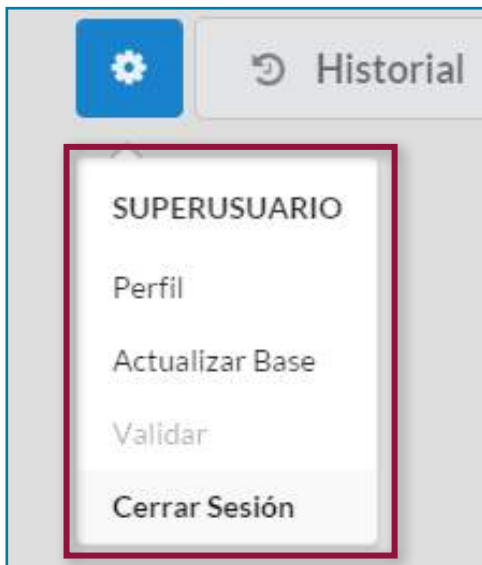 Historial
SUPERUSUARIO
Perfil
Actualizar Base
Validar
Cerrar Sesión